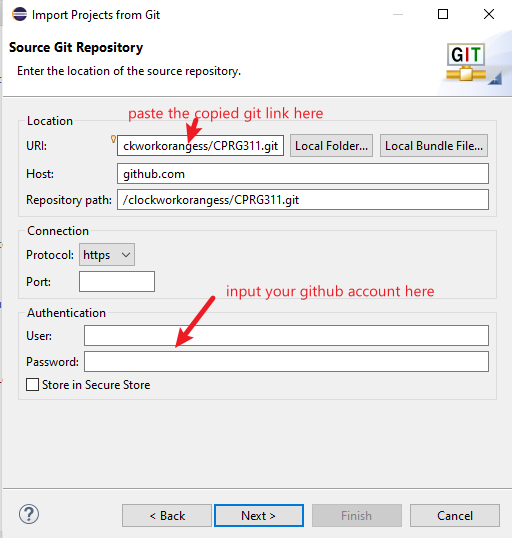 Import Projects from Git
Source Git Repository
Enter the location of the source repository.
GIT
paste the copied git link here
Location
URI: ckworkorangess/CPRG311.git Local Folder... Local Bundle File...
Host: github.com
Repository path: /clockworkorangess/CPRG311.git
Connection
Protocol: https
Port:
input your github account here
Authentication
User:
Password:
Store in Secure Store
? < Back Next > Finish Cancel